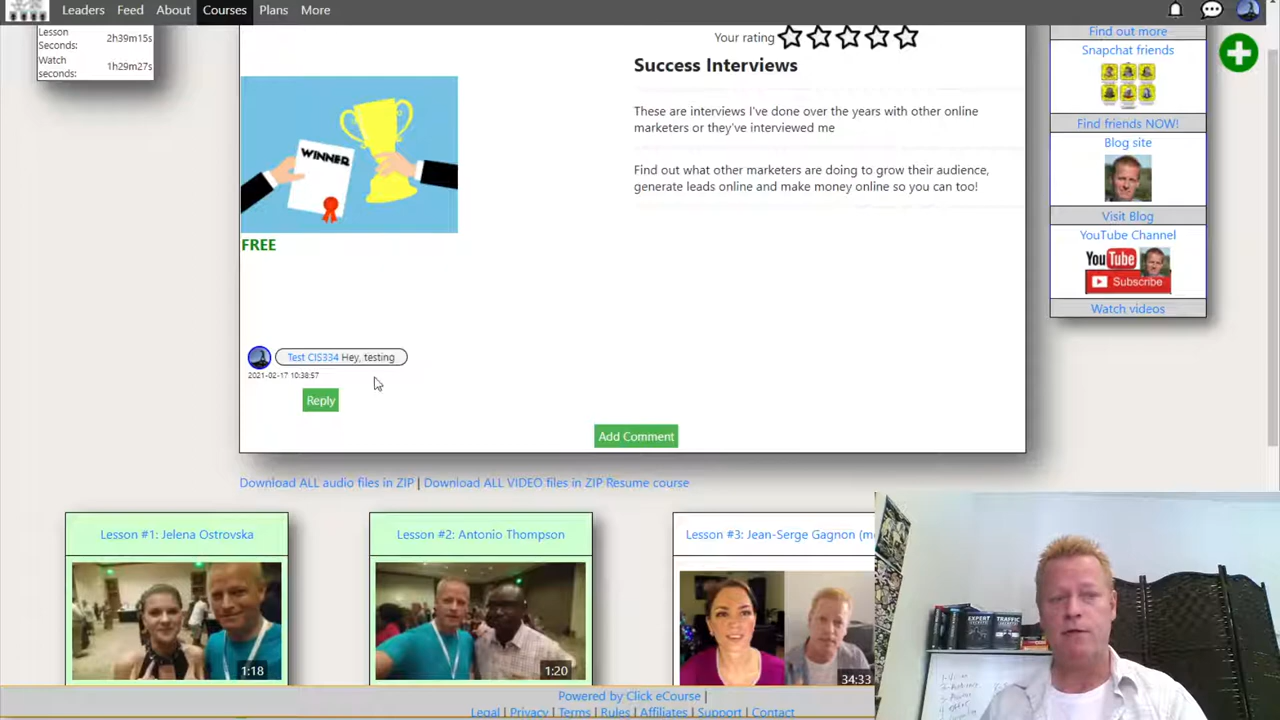 Leaders Feed About Courses Plans More
Lesson
Seconds:
2h39m15s
Watch
seconds:
1h29m27s
Your rating
Success Interviews
These are interviews I've done over the years with other online
marketers or they've interviewed me
Find out what other marketers are doing to grow their audience,
generate leads online and make money online so you can too!
WINNER
FREE
Test CIS334 Hey, testing
2021-02-17 10:38:57
Reply
Add Comment
Find out more
Snapchat friends
Find friends NOW!
Blog site
Visit Blog
YouTube Channel
YouTube
Subscribe
Watch videos
Download ALL audio files in ZIP | Download ALL VIDEO files in ZIP Resume course
Lesson #1: Jelena Ostrovska
1:18
Lesson #2: Antonio Thompson
1:20
Lesson #3: Jean-Serge Gagnon (m
34:33
EXPERT
TRAFFIC
Powered by Click eCourse |
Legal | Privacy | Terms | Rules | Affiliates | Support | Contact